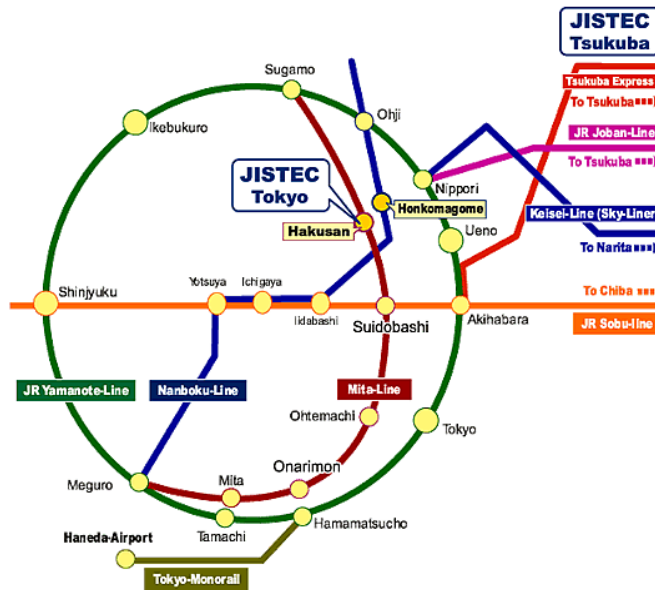 JISTEC
Tsukuba
Sugamo
Tsukuba Express
To Tsukuba
Ohji
Ikebukuro
JR Joban-Line
To Tsukuba
JISTEC
Tokyo
Nippori
Honkomagome
Keisei-Line (Sky-Liner)
Hakusan
Ueno
To Narita
Yotsuya
Ichigaya
Iidabashi
To Chiba
Shinjyuku
Suidobashi
Akihabara
JR Sobu-line
JR Yamanote-Line
Nanboku-Line
Mita-Line
Ohtemachi
Tokyo
Onarimon
Meguro
Mita
Haneda-Airport
Tamachi
Hamamatsucho
Tokyo-Monorail